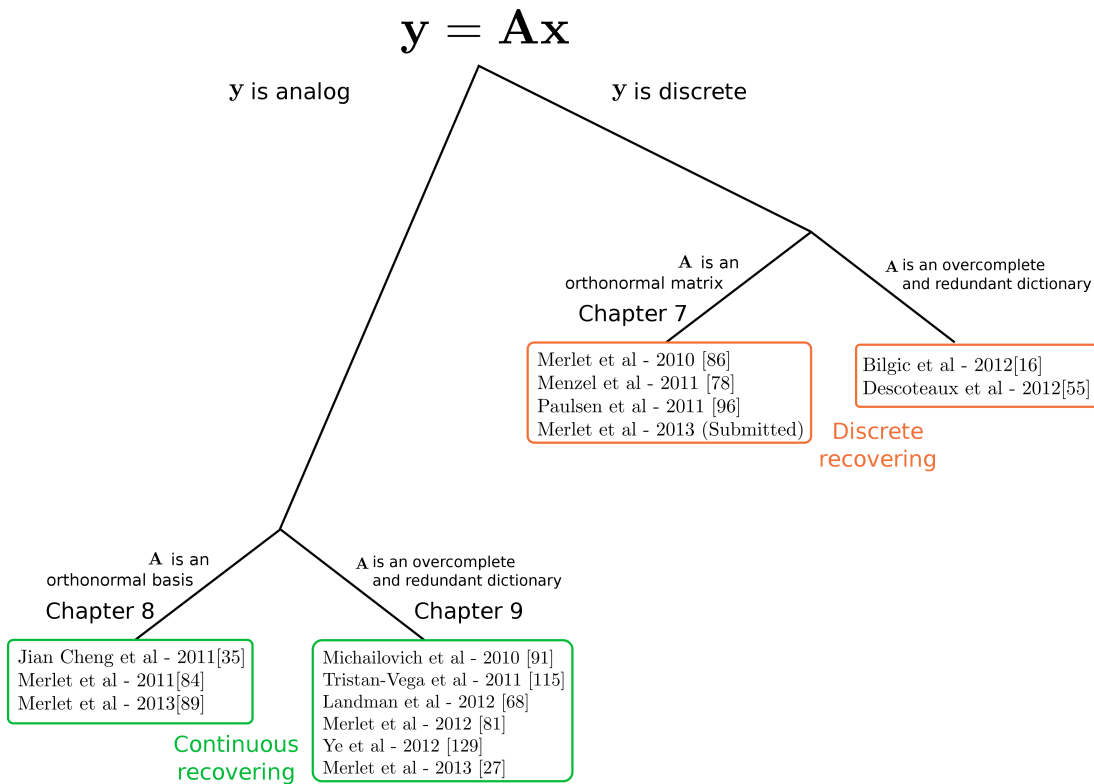 y = Ax
y is analog
y is discrete
A is an
orthonormal matrix
Chapter 7
A is an overcomplete
and redundant dictionary
Merlet et al - 2010 [86]
Menzel et al - 2011 [78]
Paulsen et al - 2011 [96]
Merlet et al - 2013 (Submitted)
Bilgic et al - 2012[16]
Descoteaux et al - 2012[55]
Discrete
recovering
A is an
orthonormal basis
Chapter 8
A is an overcomplete
and redundant dictionary
Chapter 9
Jian Cheng et al - 2011[35]
Merlet et al - 2011[84]
Merlet et al - 2013[89]
Michailovich et al - 2010 [91]
Tristan-Vega et al - 2011 [115]
Landman et al - 2012 [68]
Merlet et al - 2012 [81]
Ye et al - 2012 [129]
Merlet et al - 2013 [27]
Continuous
recovering